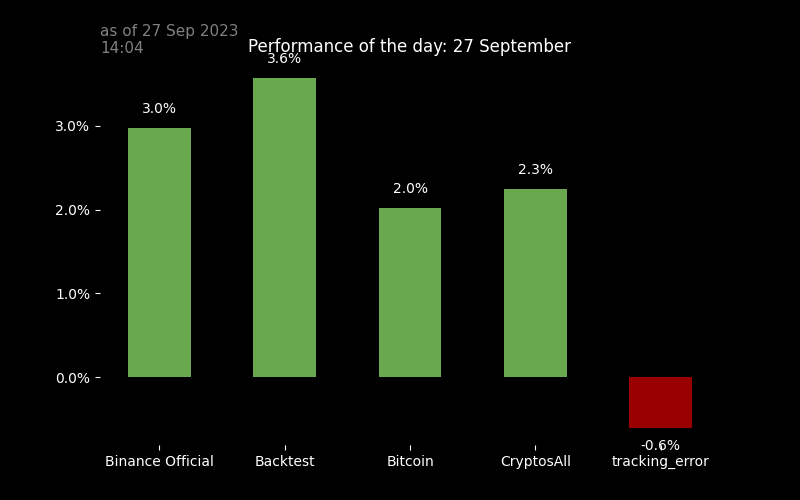 as of 27 Sep 2023
14:04
Performance of the day: 27 September
3.6%
3.0%
2.3%
2.0%
-0.6%
3.0%
2.0%
1.0%
0.0%
Binance Official
Backtest
Bitcoin
CryptosAll
tracking_error